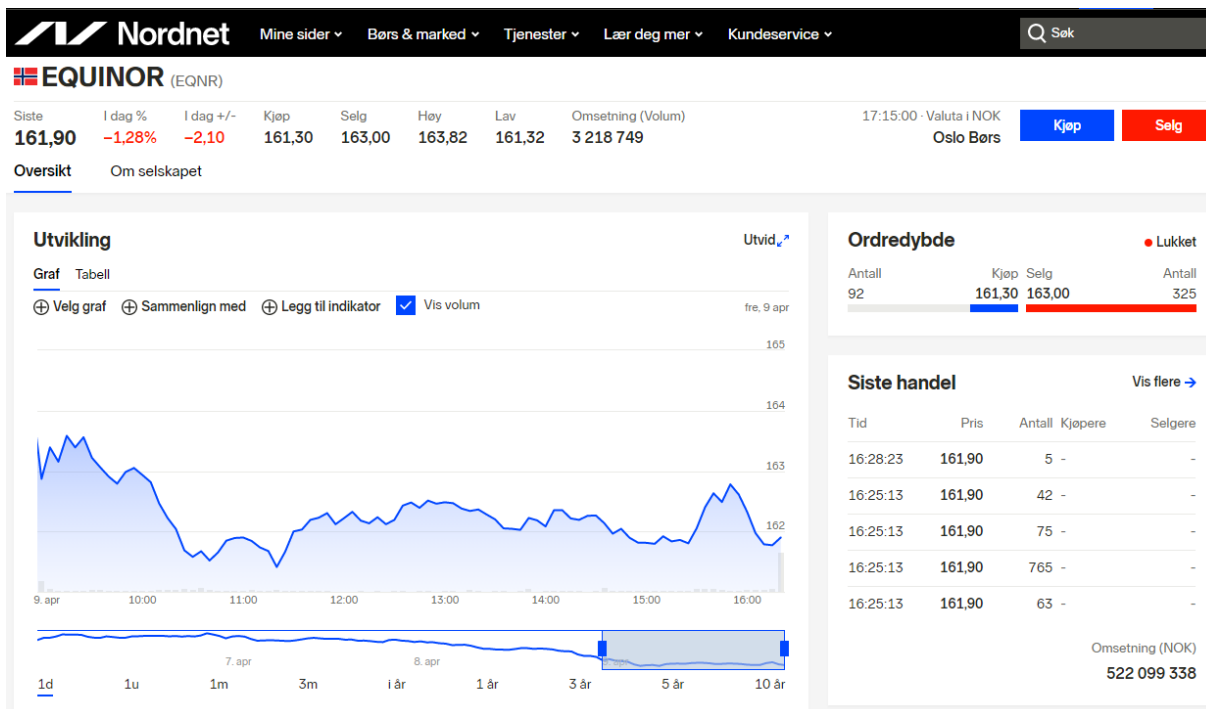 Nordnet Mine sider Børs & marked Tjenester Lær deg mer Kundeservice Søk
EQUINOR (EQNR)
Siste I dag % I dag +/- Kjøp Selg Høy Lav Omsetning (Volum) 17:15:00 · Valuta i NOK
161,90 −1,28% −2,10 161,30 163,00 163,82 161,32 3 218 749 Oslo Børs
Kjøp Selg
Oversikt Om selskapet
Utvikling Utvid
Graf Tabell
Velg graf Sammenlign med Legg til indikator Vis volum fre, 9 apr
165
164
163
162
9. apr 10:00 11:00 12:00 13:00 14:00 15:00 16:00
7. apr 8. apr
1d 1u 1m 3m i år 1 år 3 år 5 år 10 år
Ordredybde Lukket
Antall Kjøp Selg Antall
92 161,30 163,00 325
Siste handel Vis flere →
Tid Pris Antall Kjøpere Selgere
16:28:23 161,90 5 - -
16:25:13 161,90 42 - -
16:25:13 161,90 75 - -
16:25:13 161,90 765 - -
16:25:13 161,90 63 - -
Omsetning (NOK)
522 099 338